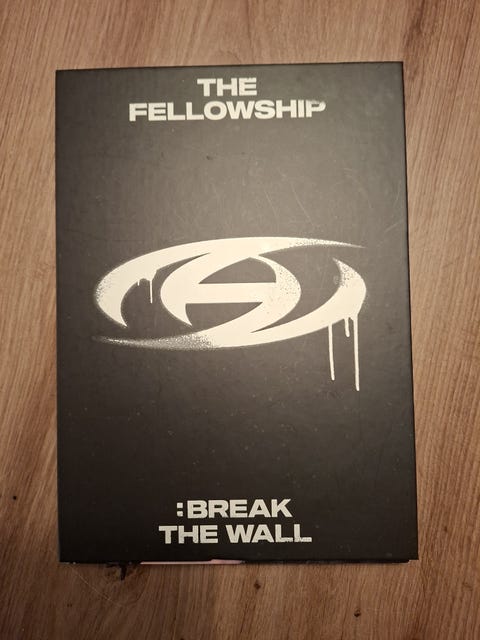 THE
FELLOWSHIP
:BREAK
THE WALL